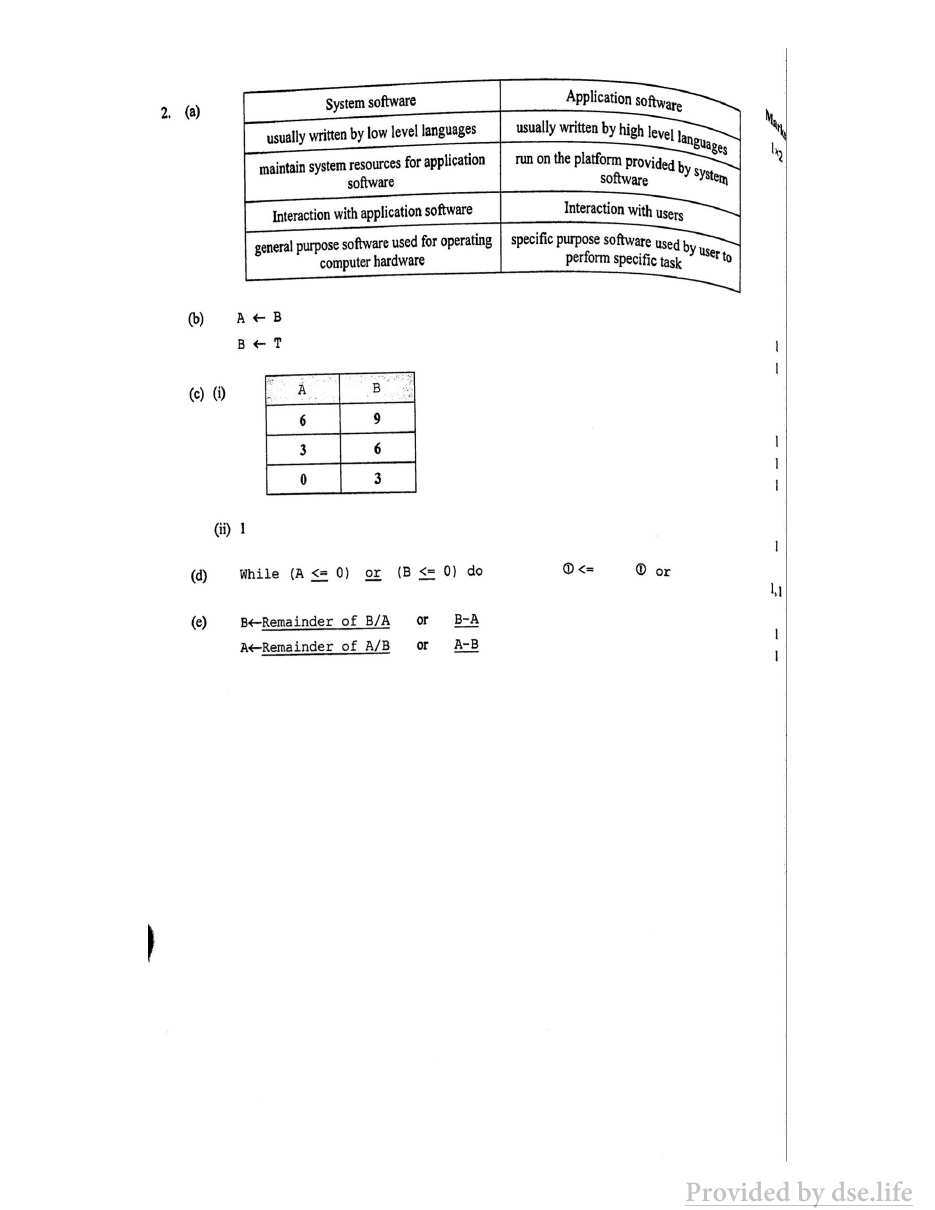 Marks
2. (a)
System software | Application software
usually written by low level languages | usually written by high level languages
1×2
maintain system resources for application | run on the platform provided by system
software | software
Interaction with application software | Interaction with users
general purpose software used for operating | specific purpose software used by user to
computer hardware | perform specific task
(b) A ← B
1
B ← T
1
(c) (i) A | B
6 | 9 1
3 | 6 1
0 | 3 1
(ii) 1
1
(d) While (A <= 0) or (B <= 0) do ①<= ① or
1,1
(e) B←Remainder of B/A or B-A 1
A←Remainder of A/B or A-B 1
Provided by dse.life